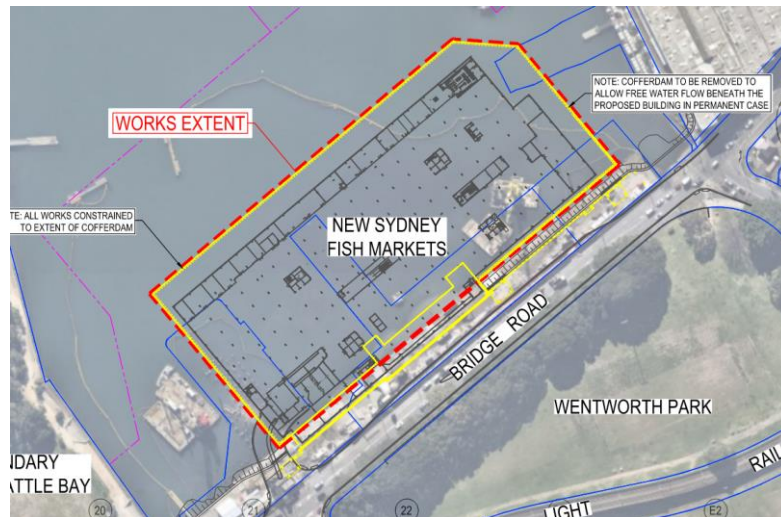 NOTE: COFFERDAM TO BE REMOVED TO
ALLOW FREE WATER FLOW BENEATH THE
PROPOSED BUILDING IN PERMANENT CASE
WORKS EXTENT
TE: ALL WORKS CONSTRAINED
TO EXTENT OF COFFERDAM
NEW SYDNEY
FISH MARKETS
BRIDGE ROAD
WENTWORTH PARK
NDARY
ATTLE BAY
LIGHT RAIL
20 21 22 E2